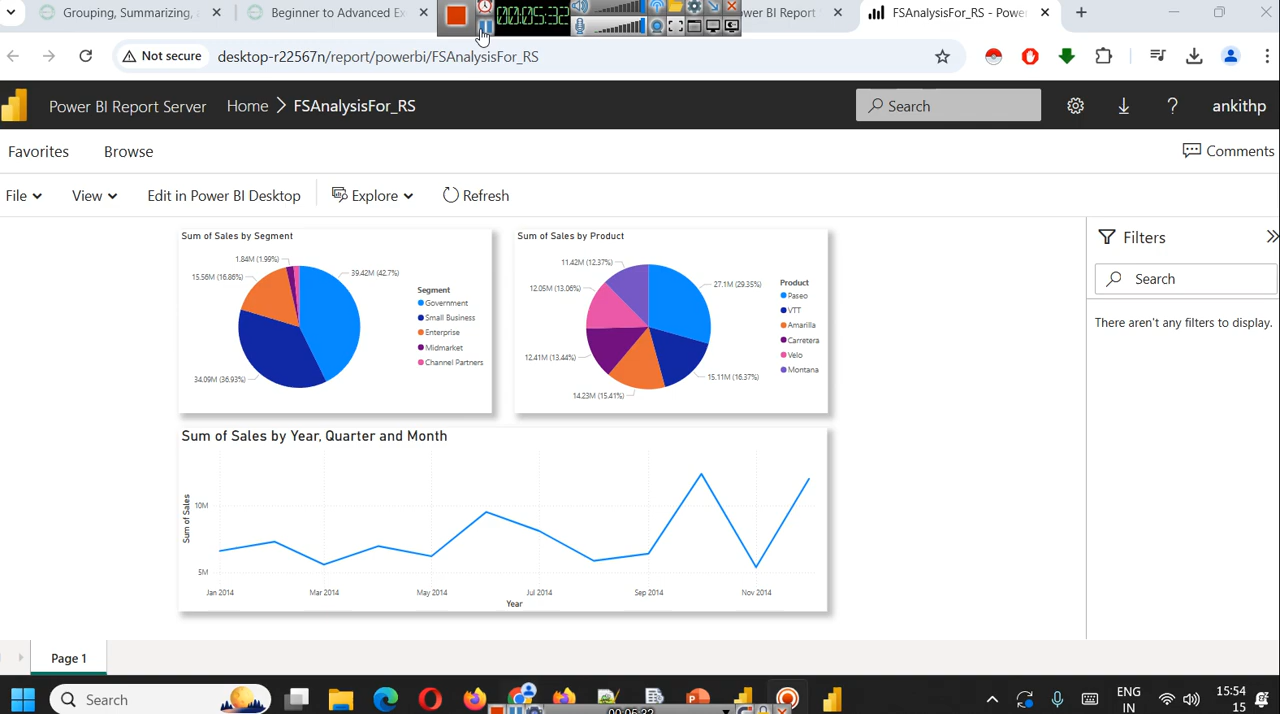 Grouping, Summarizing, a
Beginner to Advanced Ex
00:05:32
ower BI Report
FSAnalysisFor_RS - Powe
Not secure
desktop-r22567n/report/powerbi/FSAnalysisFor_RS
Power BI Report Server
Home
FSAnalysisFor_RS
Search
ankithp
Favorites
Browse
Comments
File
View
Edit in Power BI Desktop
Explore
Refresh
Filters
Search
There aren't any filters to display.
Sum of Sales by Segment
1.84M (1.99%)
15.56M (16.86%)
39.42M (42.7%)
34.09M (36.93%)
Segment
Government
Small Business
Enterprise
Midmarket
Channel Partners
Sum of Sales by Product
11.42M (12.37%)
12.05M (13.06%)
27.1M (29.35%)
12.41M (13.44%)
15.11M (16.37%)
14.23M (15.41%)
Product
Paseo
VTT
Amarilla
Carretera
Velo
Montana
Sum of Sales by Year, Quarter and Month
Sum of Sales
10M
5M
Jan 2014
Mar 2014
May 2014
Jul 2014
Sep 2014
Nov 2014
Year
Page 1
Search
ENG
IN
15:54
15